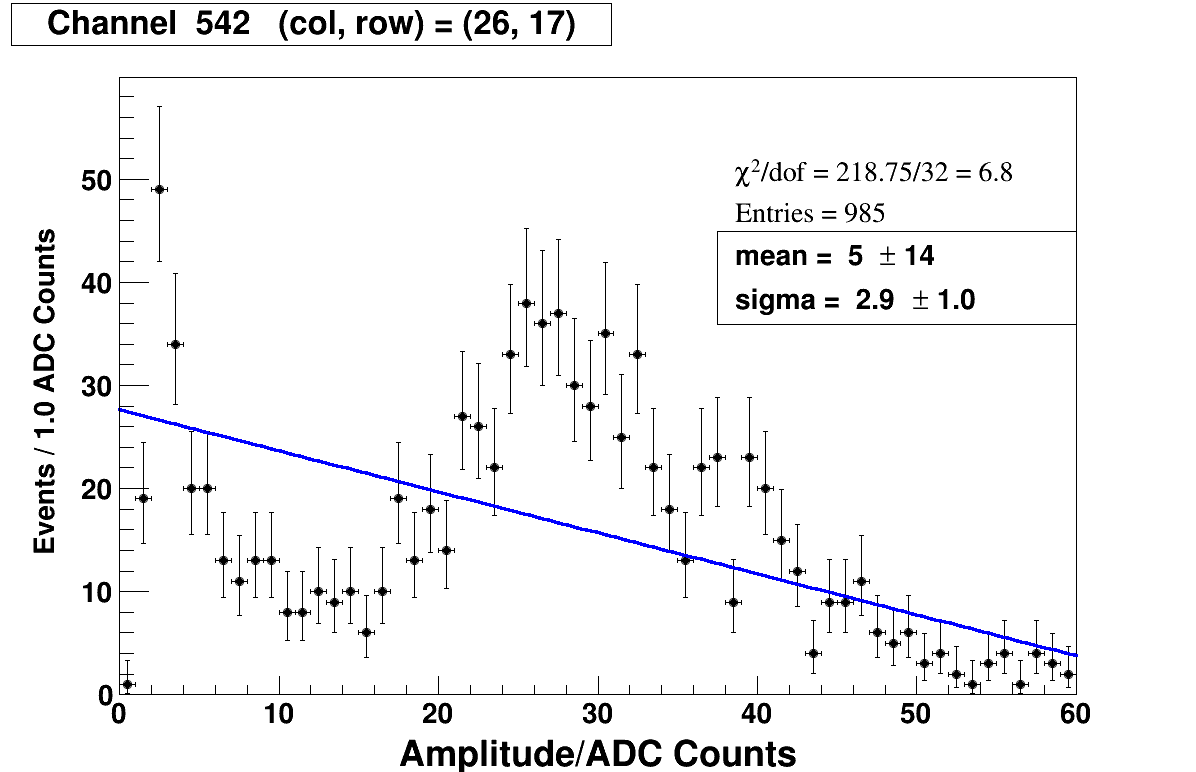 Channel 542 (col, row) = (26, 17)
χ²/dof = 218.75/32 = 6.8
Entries = 985
mean = 5 ± 14
sigma = 2.9 ± 1.0
Events / 1.0 ADC Counts
50
40
30
20
10
0
0 10 20 30 40 50 60
Amplitude/ADC Counts